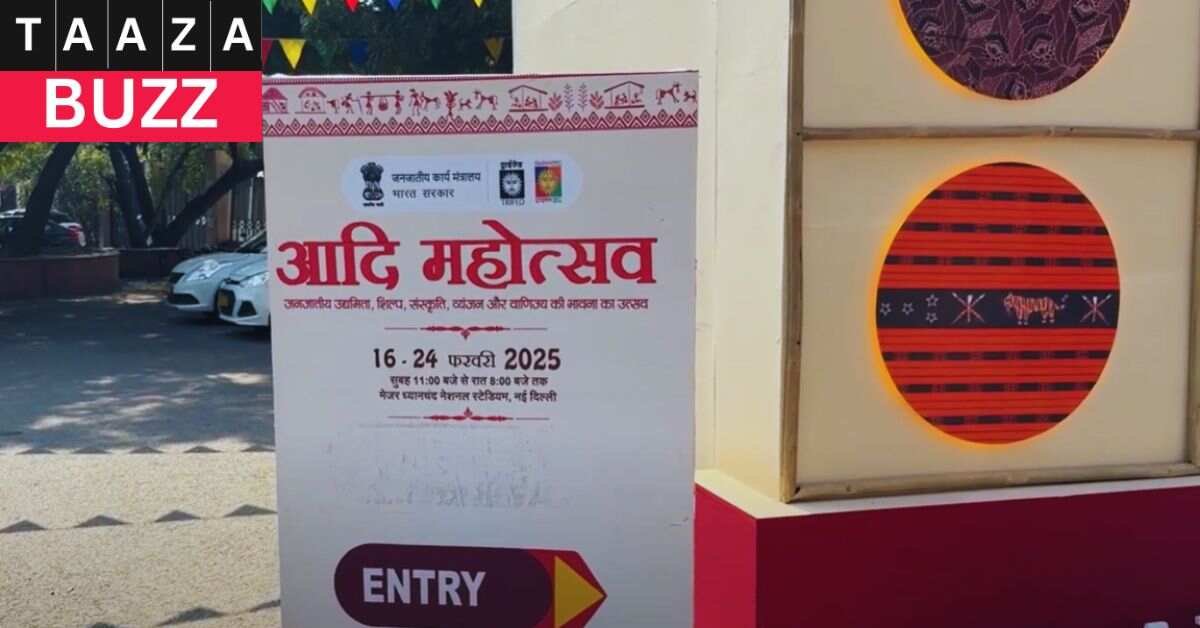 TAAZA
BUZZ
जनजातीय कार्य मंत्रालय
भारत सरकार
ट्राईफेड
TRIFED
आदि महोत्सव
जनजातीय उद्यमिता, शिल्प, संस्कृति, व्यंजन और वाणिज्य की भावना का उत्सव
16 - 24 फरवरी 2025
सुबह 11:00 बजे से रात 8:00 बजे तक
मेजर ध्यानचंद नेशनल स्टेडियम, नई दिल्ली
ENTRY